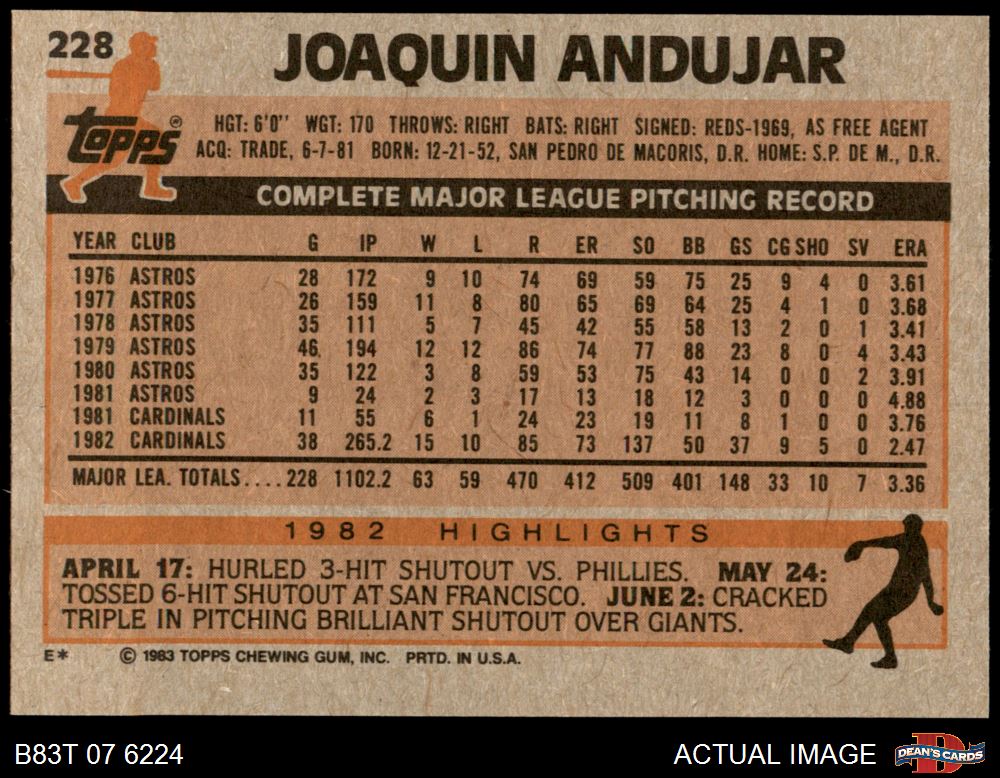 228
JOAQUIN ANDUJAR
Topps®
HGT: 6'0" WGT: 170 THROWS: RIGHT BATS: RIGHT SIGNED: REDS-1969, AS FREE AGENT
ACQ: TRADE, 6-7-81 BORN: 12-21-52, SAN PEDRO DE MACORIS, D.R. HOME: S.P. DE M., D.R.
COMPLETE MAJOR LEAGUE PITCHING RECORD
YEAR CLUB G IP W L R ER SO BB GS CG SHO SV ERA
1976 ASTROS 28 172 9 10 74 69 59 75 25 9 4 0 3.61
1977 ASTROS 26 159 11 8 80 65 69 64 25 4 1 0 3.68
1978 ASTROS 35 111 5 7 45 42 55 58 13 2 0 1 3.41
1979 ASTROS 46 194 12 12 86 74 77 88 23 8 0 4 3.43
1980 ASTROS 35 122 3 8 59 53 75 43 14 0 0 2 3.91
1981 ASTROS 9 24 2 3 17 13 18 12 3 0 0 0 4.88
1981 CARDINALS 11 55 6 1 24 23 19 11 8 1 0 0 3.76
1982 CARDINALS 38 265.2 15 10 85 73 137 50 37 9 5 0 2.47
MAJOR LEA. TOTALS....228 1102.2 63 59 470 412 509 401 148 33 10 7 3.36
1982 HIGHLIGHTS
APRIL 17: HURLED 3-HIT SHUTOUT VS. PHILLIES. MAY 24:
TOSSED 6-HIT SHUTOUT AT SAN FRANCISCO. JUNE 2: CRACKED
TRIPLE IN PITCHING BRILLIANT SHUTOUT OVER GIANTS.
E* © 1983 TOPPS CHEWING GUM, INC. PRTD. IN U.S.A.
B83T 07 6224
ACTUAL IMAGE
D
DEAN'S CARDS